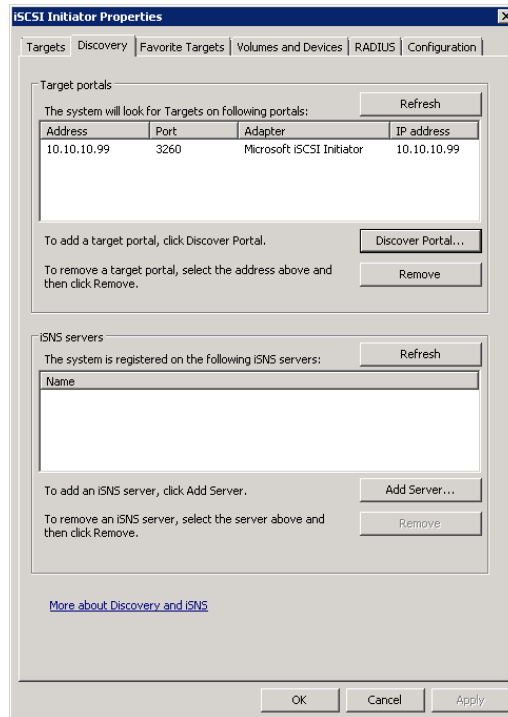 iSCSI Initiator Properties
Targets Discovery Favorite Targets Volumes and Devices RADIUS Configuration
Target portals
The system will look for Targets on following portals: Refresh
Address Port Adapter IP address
10.10.10.99 3260 Microsoft iSCSI Initiator 10.10.10.99
To add a target portal, click Discover Portal. Discover Portal...
To remove a target portal, select the address above and
then click Remove.
Remove
iSNS servers
The system is registered on the following iSNS servers: Refresh
Name
To add an iSNS server, click Add Server. Add Server...
To remove an iSNS server, select the server above and
then click Remove.
Remove
More about Discovery and iSNS
OK Cancel Apply